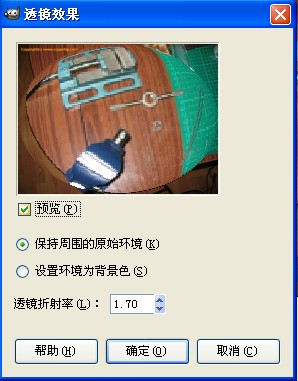 透镜效果
预览(P)
保持周围的原始环境(K)
设置环境为背景色(S)
透镜折射率(L)： 1.70
帮助(H) 确定(O) 取消(C)